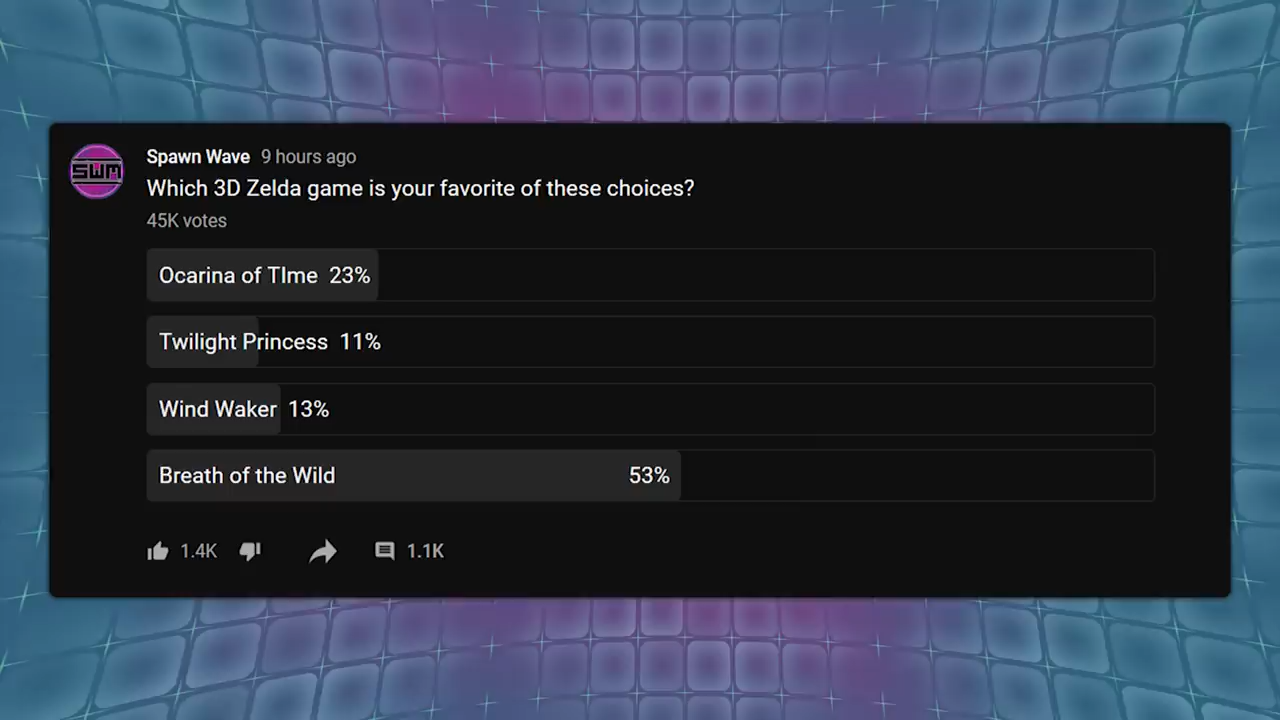 SWM
Spawn Wave 9 hours ago
Which 3D Zelda game is your favorite of these choices?
45K votes
Ocarina of TIme 23%
Twilight Princess 11%
Wind Waker 13%
Breath of the Wild 53%
1.4K 1.1K